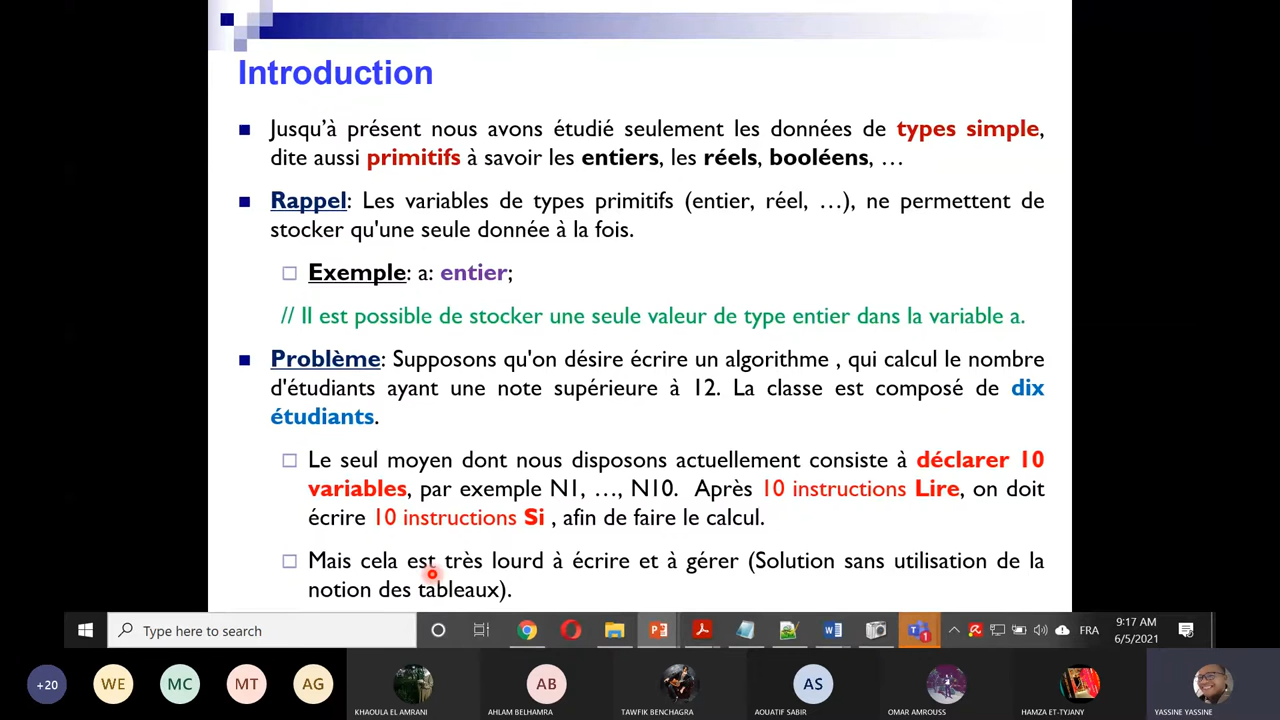 Introduction
Jusqu'à présent nous avons étudié seulement les données de types simple,
dite aussi primitifs à savoir les entiers, les réels, booléens, …
Rappel: Les variables de types primitifs (entier, réel, …), ne permettent de
stocker qu'une seule donnée à la fois.
Exemple: a: entier;
// Il est possible de stocker une seule valeur de type entier dans la variable a.
Problème: Supposons qu'on désire écrire un algorithme , qui calcul le nombre
d'étudiants ayant une note supérieure à 12. La classe est composé de dix
étudiants.
Le seul moyen dont nous disposons actuellement consiste à déclarer 10
variables, par exemple N1, …, N10. Après 10 instructions Lire, on doit
écrire 10 instructions Si , afin de faire le calcul.
Mais cela est très lourd à écrire et à gérer (Solution sans utilisation de la
notion des tableaux).
Type here to search
FRA
9:17 AM
6/5/2021
+20
WE
MC
MT
AG
AB
AS
KHAOULA EL AMRANI
AHLAM BELHAMRA
TAWFIK BENCHAGRA
AOUATIF SABIR
OMAR AMROUSS
HAMZA ET-TYJANY
YASSINE YASSINE